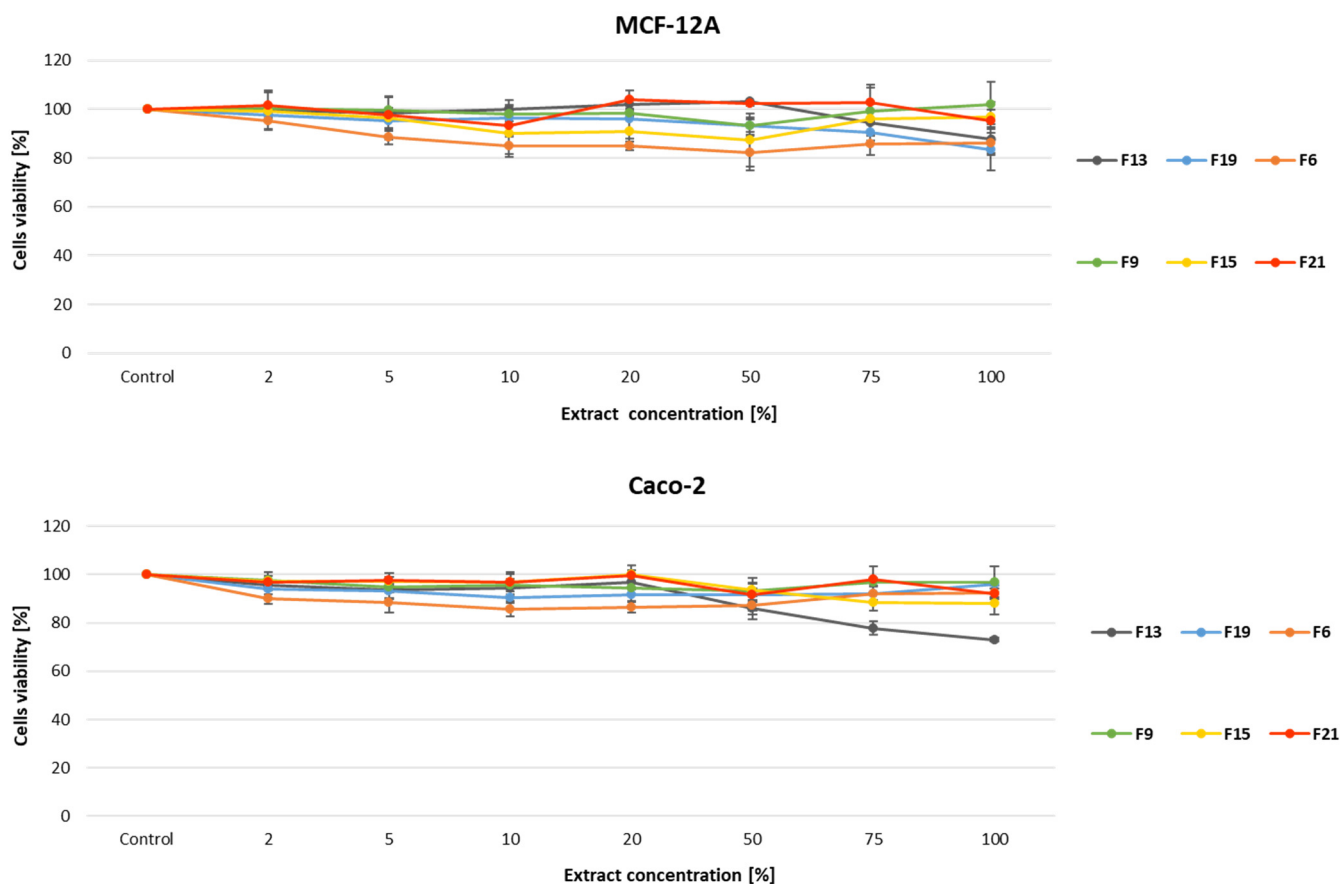 MCF-12A
120
100
80
60
40
20
0
Cells viability [%]
Control 2 5 10 20 50 75 100
Extract concentration [%]
F13 F19 F6
F9 F15 F21
Caco-2
120
100
80
60
40
20
0
Cells viability [%]
Control 2 5 10 20 50 75 100
Extract concentration [%]
F13 F19 F6
F9 F15 F21